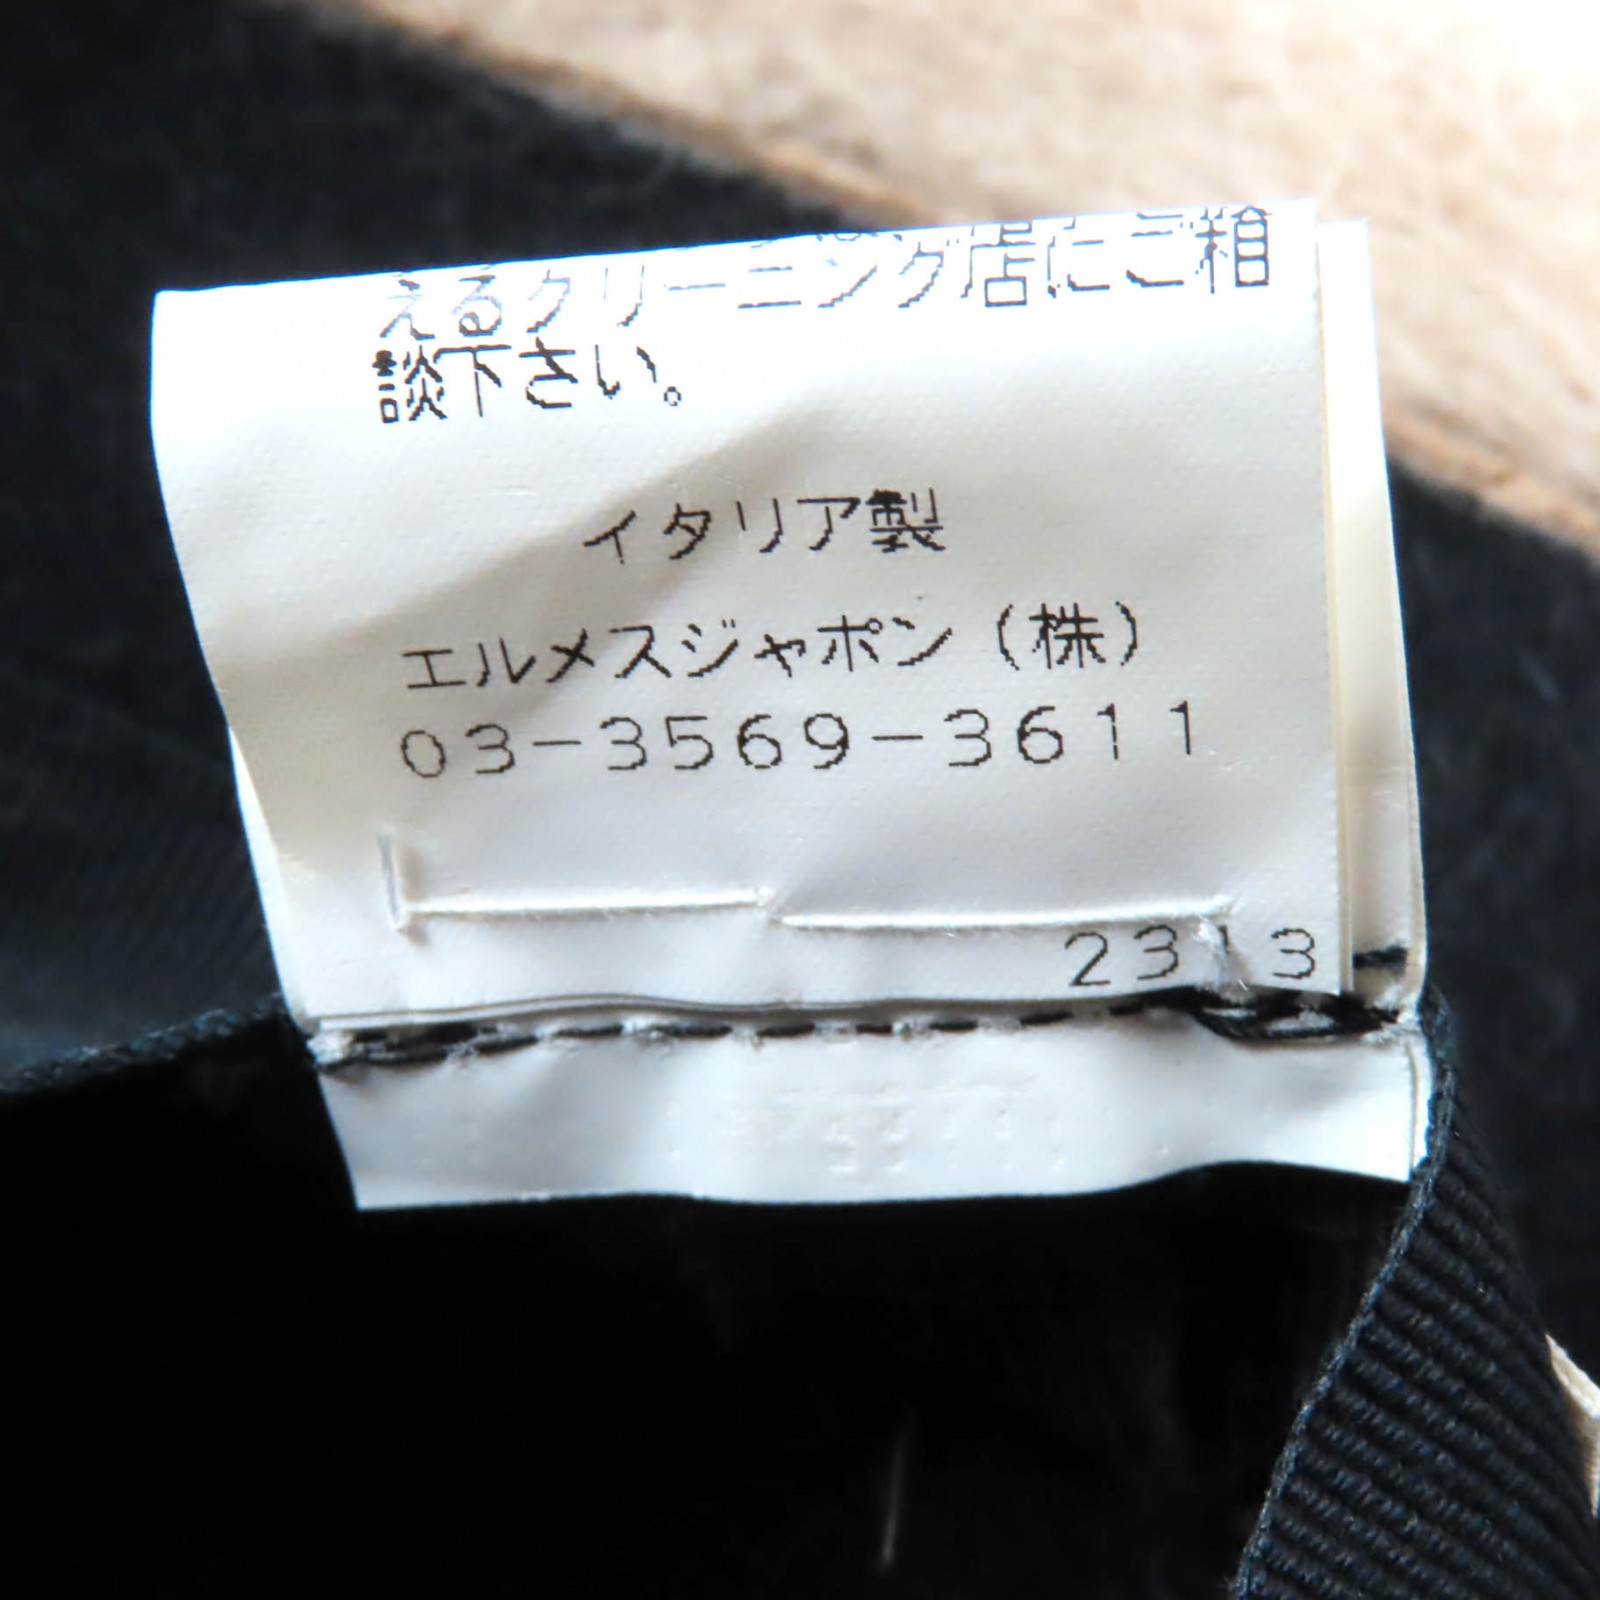 えるクリーニング店にご相
談下さい。
イタリア製
エルメスジャポン（株）
03-3569-3611